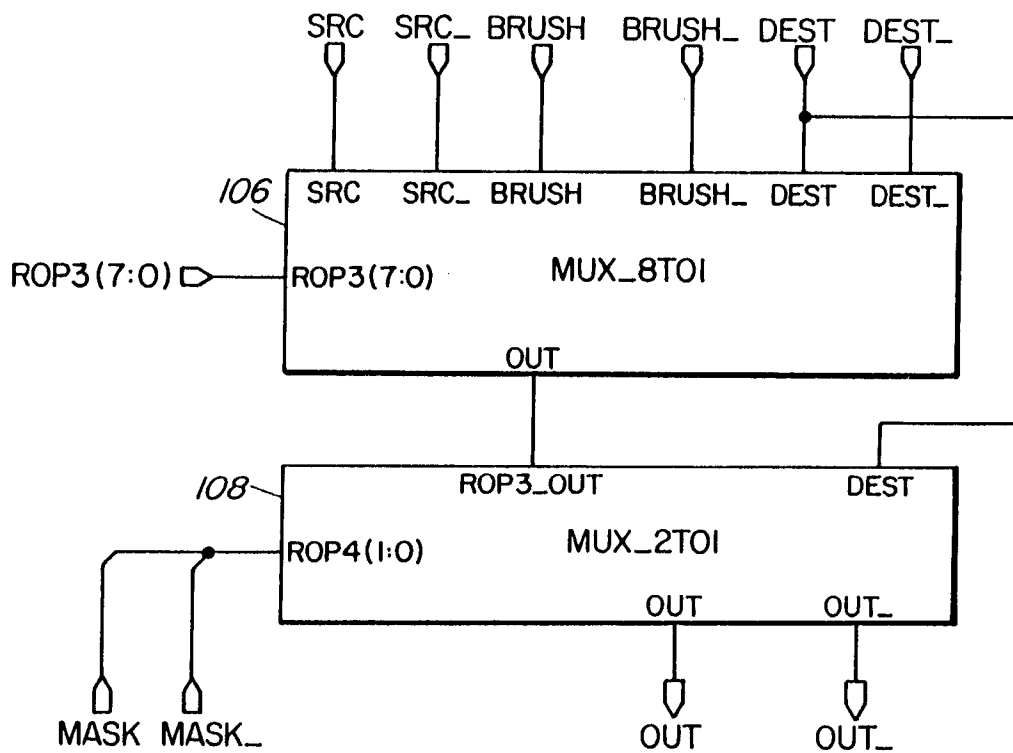 SRC SRC_ BRUSH BRUSH_ DEST DEST_
106 SRC SRC_ BRUSH BRUSH_ DEST DEST_
ROP3(7:0) ROP3(7:0) MUX_8TO1
OUT
108 ROP3_OUT DEST
ROP4(1:0) MUX_2TO1
OUT OUT_
MASK MASK_ OUT OUT_